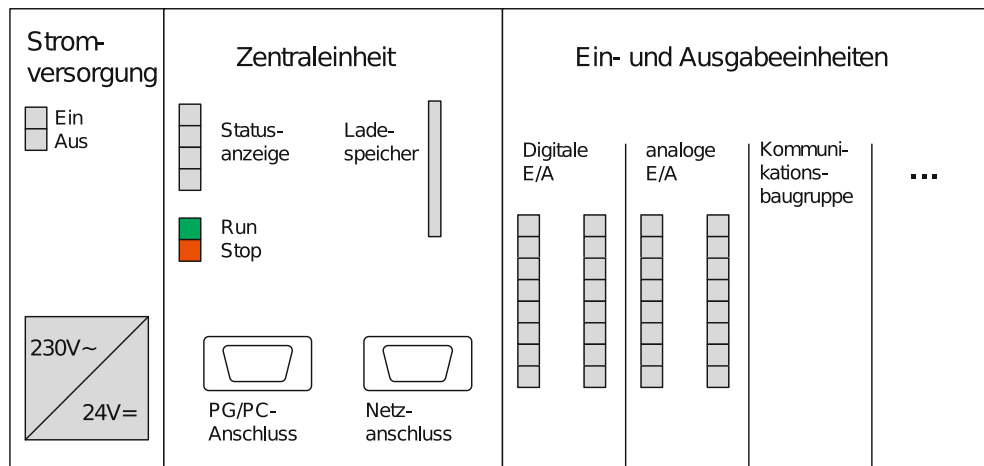 Strom-
versorgung
Ein
Aus
230V~
24V=
Zentraleinheit
Status-
anzeige
Lade-
speicher
Run
Stop
PG/PC-
Anschluss
Netz-
anschluss
Ein- und Ausgabeeinheiten
Digitale
E/A
analoge
E/A
Kommuni-
kations-
baugruppe
...